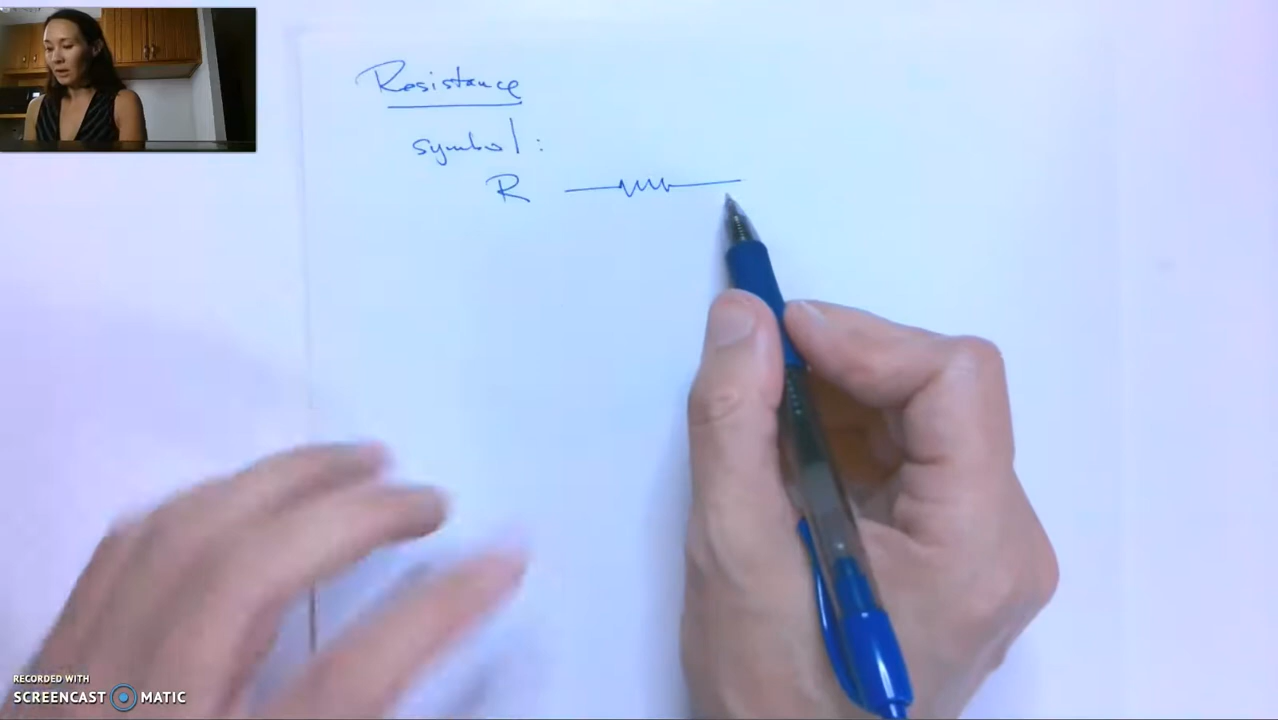 Resistance
symbol:
R
RECORDED WITH
SCREENCAST MATIC